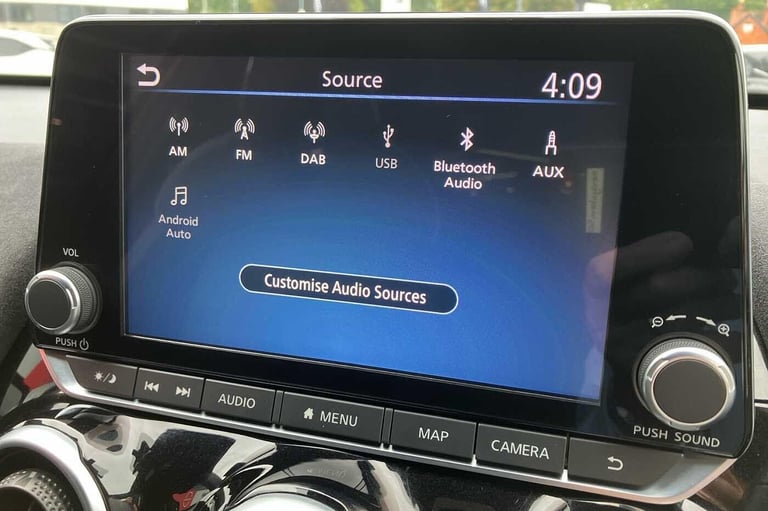 Source
4:09
AM
FM
DAB
USB
Bluetooth
Audio
AUX
Android
Auto
Customise Audio Sources
VOL
PUSH
PUSH SOUND
AUDIO
MENU
MAP
CAMERA